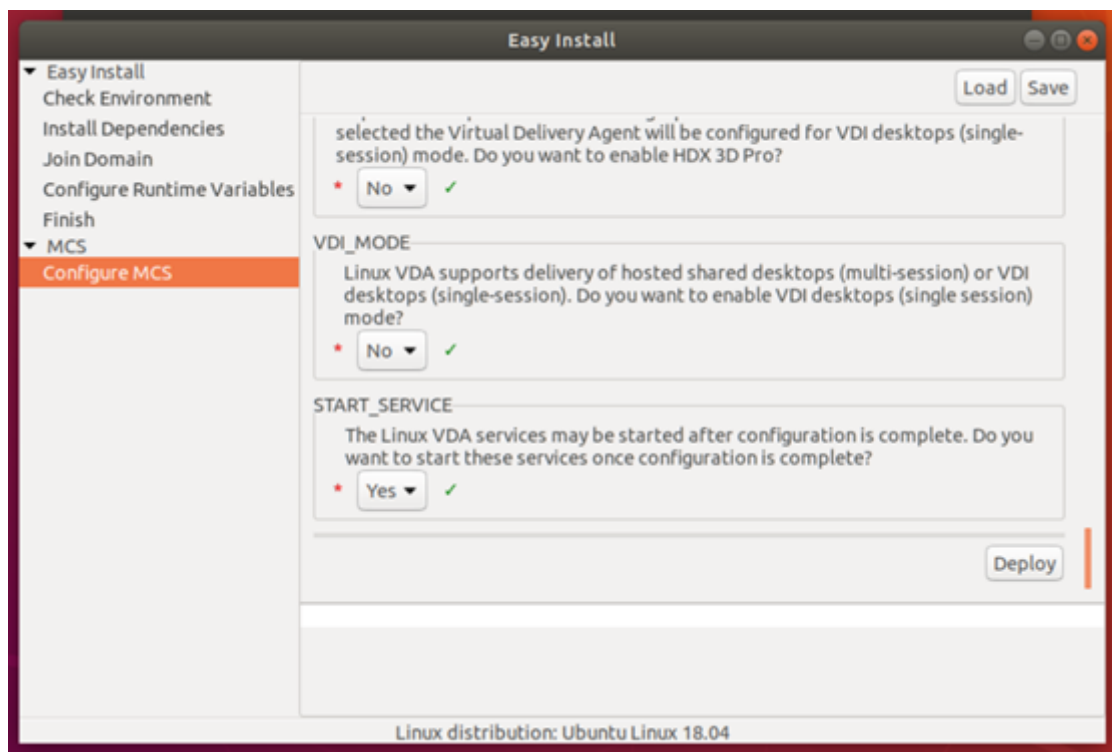 Easy Install
Easy Install
Check Environment
Install Dependencies
Join Domain
Configure Runtime Variables
Finish
MCS
Configure MCS
Load Save
selected the Virtual Delivery Agent will be configured for VDI desktops (single-
session) mode. Do you want to enable HDX 3D Pro?
* No ✓
VDI_MODE
Linux VDA supports delivery of hosted shared desktops (multi-session) or VDI
desktops (single-session). Do you want to enable VDI desktops (single session)
mode?
* No ✓
START_SERVICE
The Linux VDA services may be started after configuration is complete. Do you
want to start these services once configuration is complete?
* Yes ✓
Deploy
Linux distribution: Ubuntu Linux 18.04